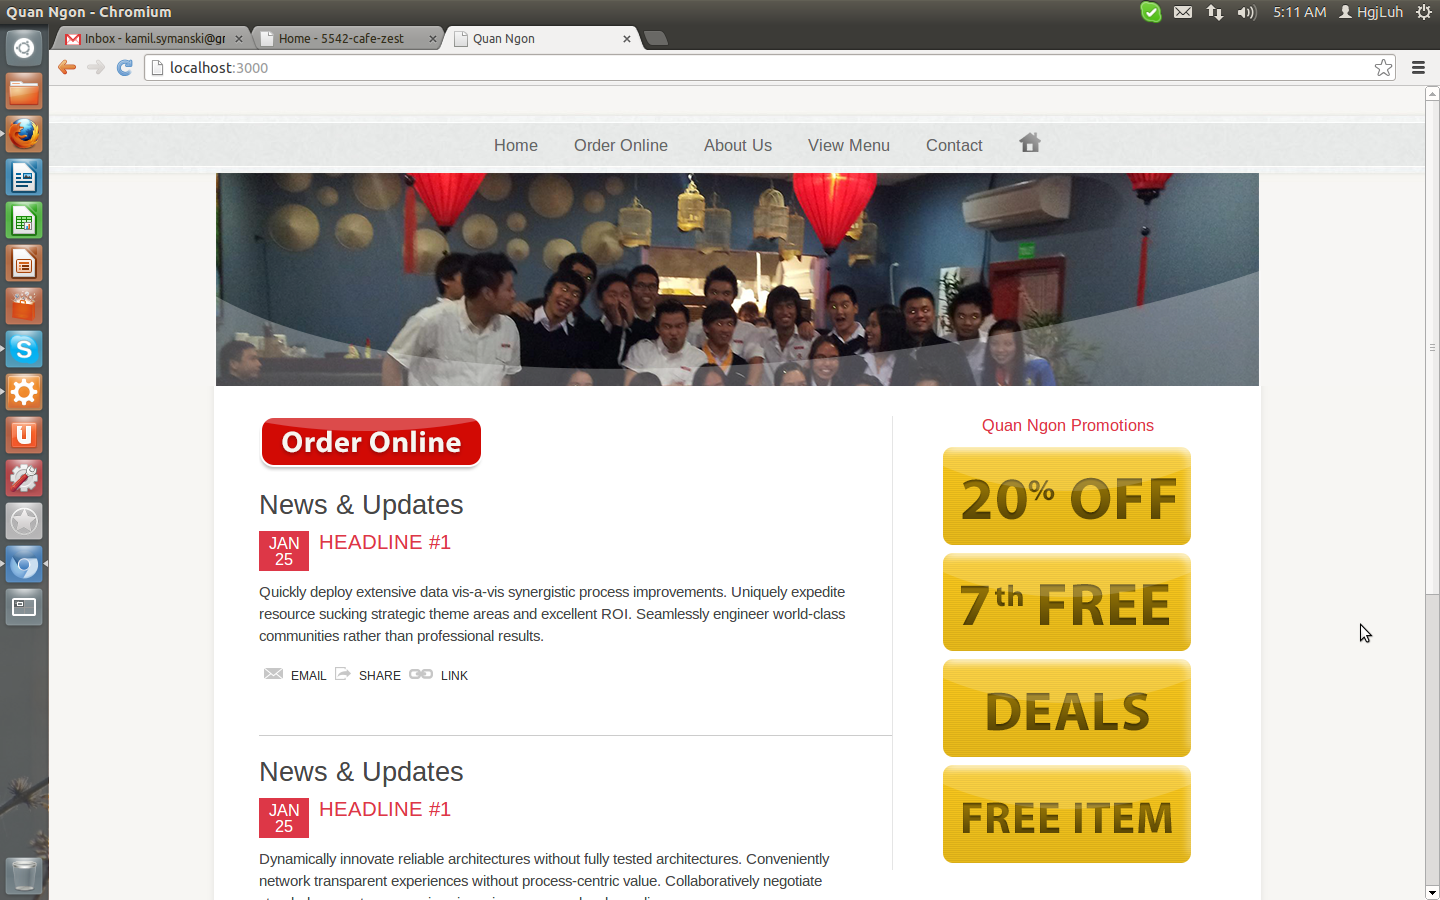 Quan Ngon - Chromium
5:11 AM
HgjLuh
Inbox - kamil.symanski@gr
Home - 5542-cafe-zest
Quan Ngon
localhost:3000
Home
Order Online
About Us
View Menu
Contact
Order Online
News & Updates
JAN
25
HEADLINE #1
Quickly deploy extensive data vis-a-vis synergistic process improvements. Uniquely expedite
resource sucking strategic theme areas and excellent ROI. Seamlessly engineer world-class
communities rather than professional results.
EMAIL
SHARE
LINK
News & Updates
JAN
25
HEADLINE #1
Dynamically innovate reliable architectures without fully tested architectures. Conveniently
network transparent experiences without process-centric value. Collaboratively negotiate
Quan Ngon Promotions
20% OFF
7th FREE
DEALS
FREE ITEM